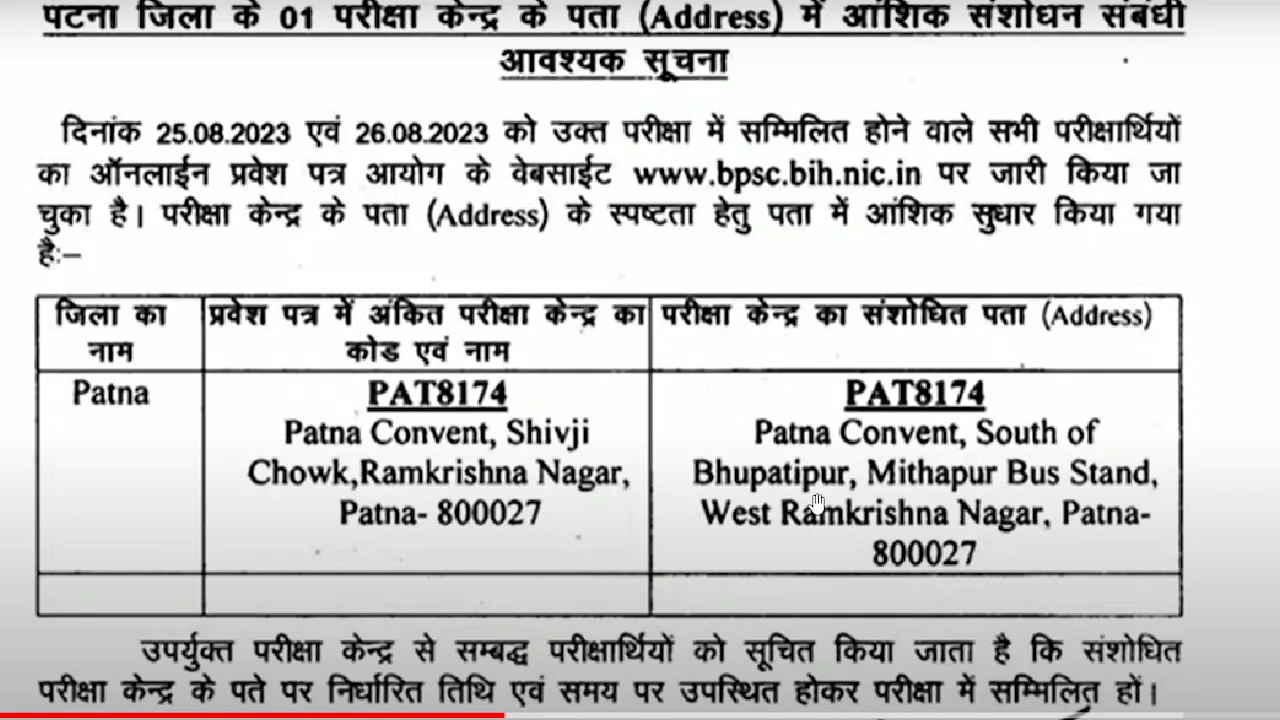 पटना जिला के 01 परीक्षा केन्द्र के पता (Address) में आंशिक संशोधन संबंधी
आवश्यक सूचना
दिनांक 25.08.2023 एवं 26.08.2023 को उक्त परीक्षा में सम्मिलित होने वाले सभी परीक्षार्थियों
का ऑनलाईन प्रवेश पत्र आयोग के वेबसाईट www.bpsc.bih.nic.in पर जारी किया जा
चुका है। परीक्षा केन्द्र के पता (Address) के स्पष्टता हेतु पता में आंशिक सुधार किया गया
है:–
जिला का
नाम
प्रवेश पत्र में अंकित परीक्षा केन्द्र का
कोड एवं नाम
परीक्षा केन्द्र का संशोधित पता (Address)
Patna
PAT8174
Patna Convent, Shivji
Chowk,Ramkrishna Nagar,
Patna- 800027
PAT8174
Patna Convent, South of
Bhupatipur, Mithapur Bus Stand,
West Ramkrishna Nagar, Patna-
800027
उपर्युक्त परीक्षा केन्द्र से सम्बद्ध परीक्षार्थियों को सूचित किया जाता है कि संशोधित
परीक्षा केन्द्र के पते पर निर्धारित तिथि एवं समय पर उपस्थित होकर परीक्षा में सम्मिलित हों।